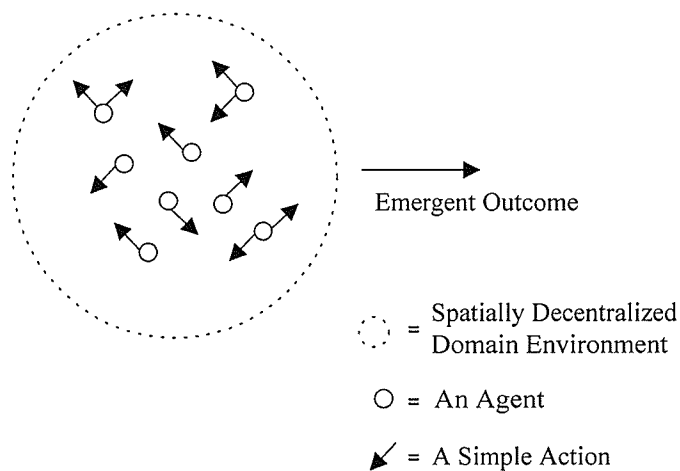 Emergent Outcome
= Spatially Decentralized
Domain Environment
= An Agent
= A Simple Action